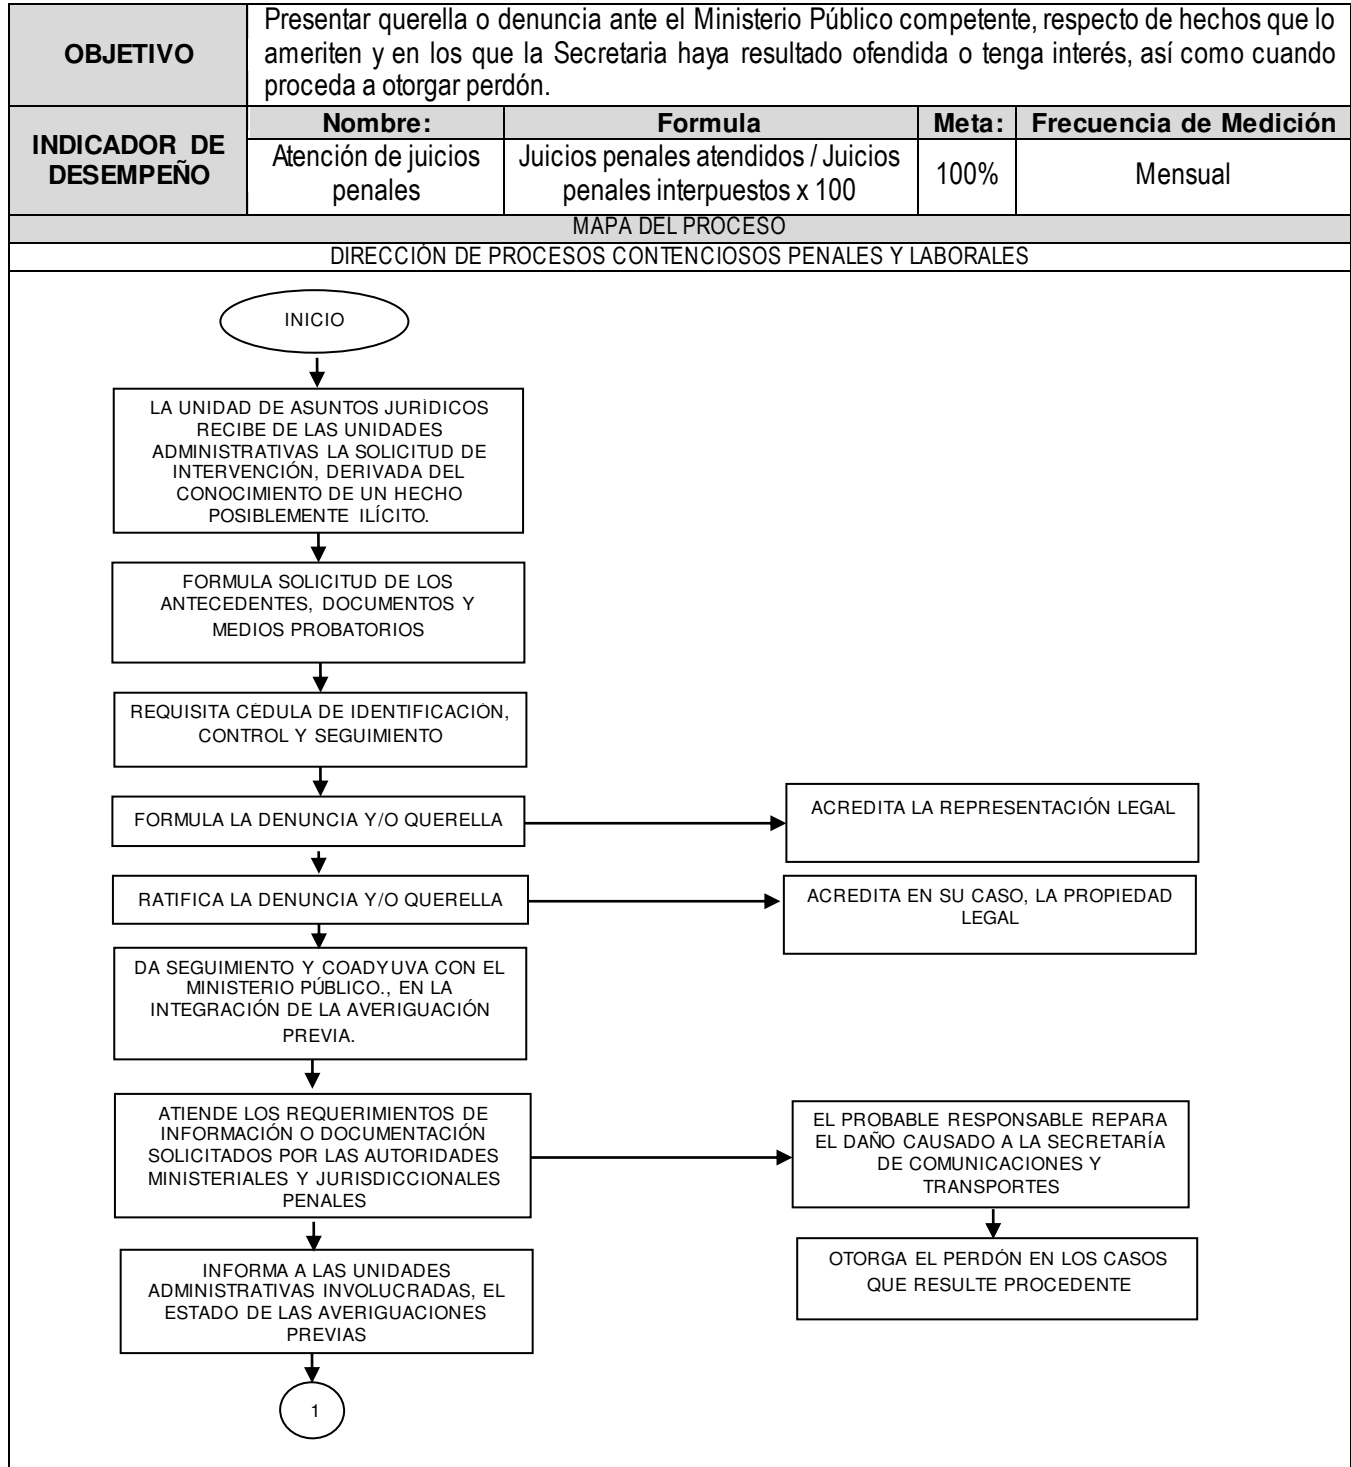 OBJETIVO
Presentar querella o denuncia ante el Ministerio Público competente, respecto de hechos que lo
ameriten y en los que la Secretaria haya resultado ofendida o tenga interés, así como cuando
proceda a otorgar perdón.
INDICADOR DE
DESEMPEÑO
Nombre:
Formula
Meta:
Frecuencia de Medición
Atención de juicios
penales
Juicios penales atendidos / Juicios
penales interpuestos x 100
100%
Mensual
MAPA DEL PROCESO
DIRECCIÓN DE PROCESOS CONTENCIOSOS PENALES Y LABORALES
INICIO
LA UNIDAD DE ASUNTOS JURÍDICOS
RECIBE DE LAS UNIDADES
ADMINISTRATIVAS LA SOLICITUD DE
INTERVENCIÓN, DERIVADA DEL
CONOCIMIENTO DE UN HECHO
POSIBLEMENTE ILÍCITO.
FORMULA SOLICITUD DE LOS
ANTECEDENTES, DOCUMENTOS Y
MEDIOS PROBATORIOS
REQUISITA CÉDULA DE IDENTIFICACIÓN,
CONTROL Y SEGUIMIENTO
FORMULA LA DENUNCIA Y/O QUERELLA
ACREDITA LA REPRESENTACIÓN LEGAL
RATIFICA LA DENUNCIA Y/O QUERELLA
ACREDITA EN SU CASO, LA PROPIEDAD
LEGAL
DA SEGUIMIENTO Y COADYUVA CON EL
MINISTERIO PÚBLICO., EN LA
INTEGRACIÓN DE LA AVERIGUACIÓN
PREVIA.
ATIENDE LOS REQUERIMIENTOS DE
INFORMACIÓN O DOCUMENTACIÓN
SOLICITADOS POR LAS AUTORIDADES
MINISTERIALES Y JURISDICCIONALES
PENALES
EL PROBABLE RESPONSABLE REPARA
EL DAÑO CAUSADO A LA SECRETARÍA
DE COMUNICACIONES Y
TRANSPORTES
OTORGA EL PERDÓN EN LOS CASOS
QUE RESULTE PROCEDENTE
INFORMA A LAS UNIDADES
ADMINISTRATIVAS INVOLUCRADAS, EL
ESTADO DE LAS AVERIGUACIONES
PREVIAS
1